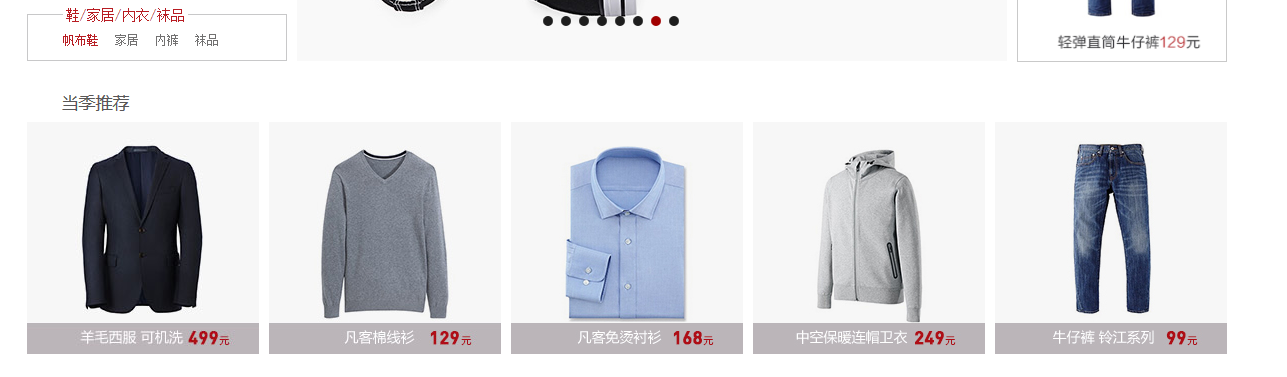 鞋/家居/内衣/袜品
帆布鞋 家居 内裤 袜品
轻弹直筒牛仔裤129元
当季推荐
羊毛西服 可机洗 499元
凡客棉线衫 129元
凡客免烫衬衫 168元
中空保暖连帽卫衣 249元
牛仔裤 铃江系列 99元